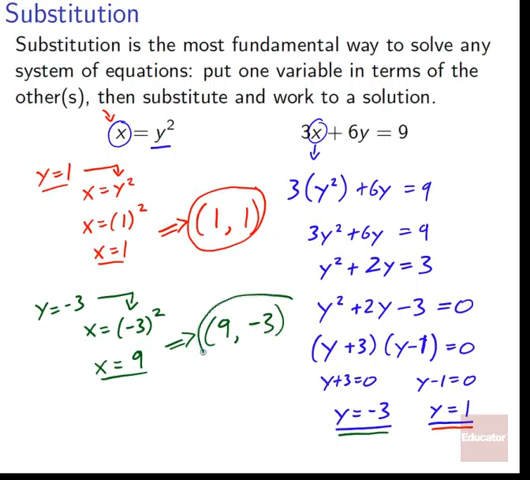 Substitution
Substitution is the most fundamental way to solve any
system of equations: put one variable in terms of the
other(s), then substitute and work to a solution.
x = y²
3x + 6y = 9
y=1
x=y²
x=(1)²
x=1
⇒ (1, 1)
y=-3
x=(-3)²
x=9
⇒ (9, -3)
3(y²)+6y = 9
3y²+6y = 9
y²+2y=3
y²+2y-3=0
(y+3)(y-1)=0
y+3=0 y-1=0
y=-3 y=1
Educator